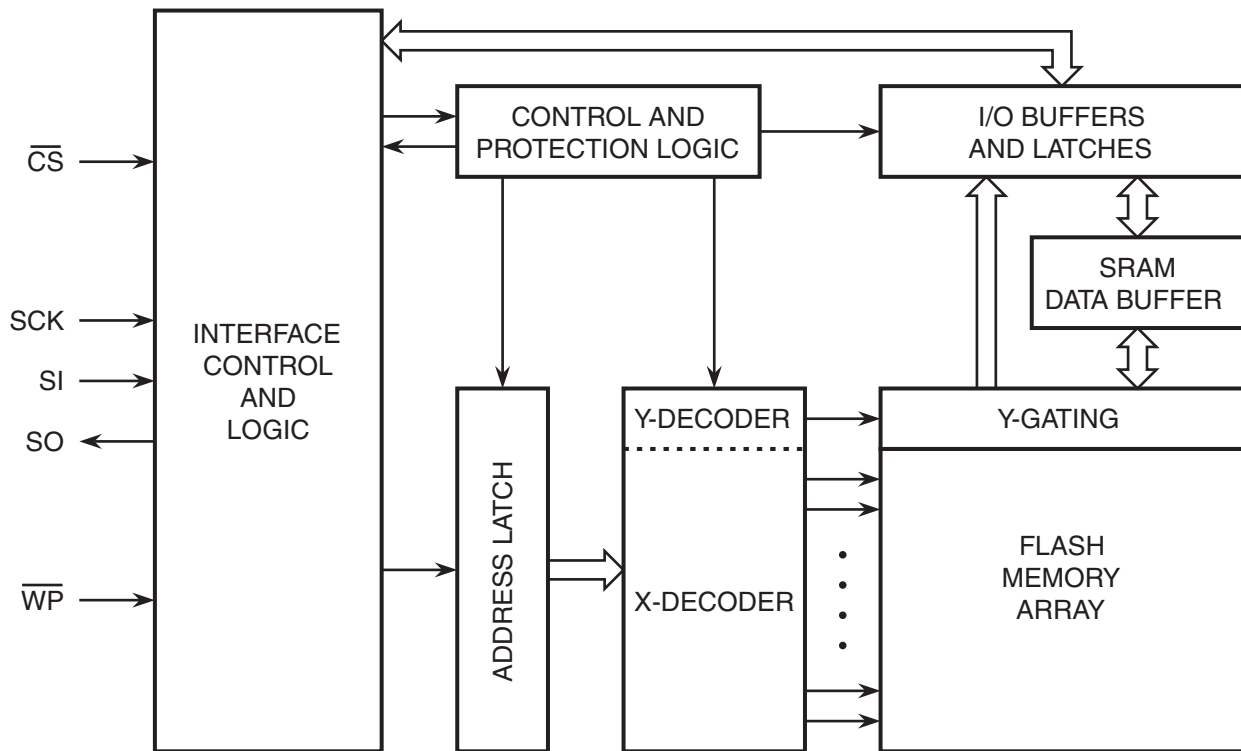 CS
SCK
SI
SO
WP
INTERFACE
CONTROL
AND
LOGIC
CONTROL AND
PROTECTION LOGIC
I/O BUFFERS
AND LATCHES
SRAM
DATA BUFFER
ADDRESS LATCH
Y-DECODER
X-DECODER
Y-GATING
FLASH
MEMORY
ARRAY